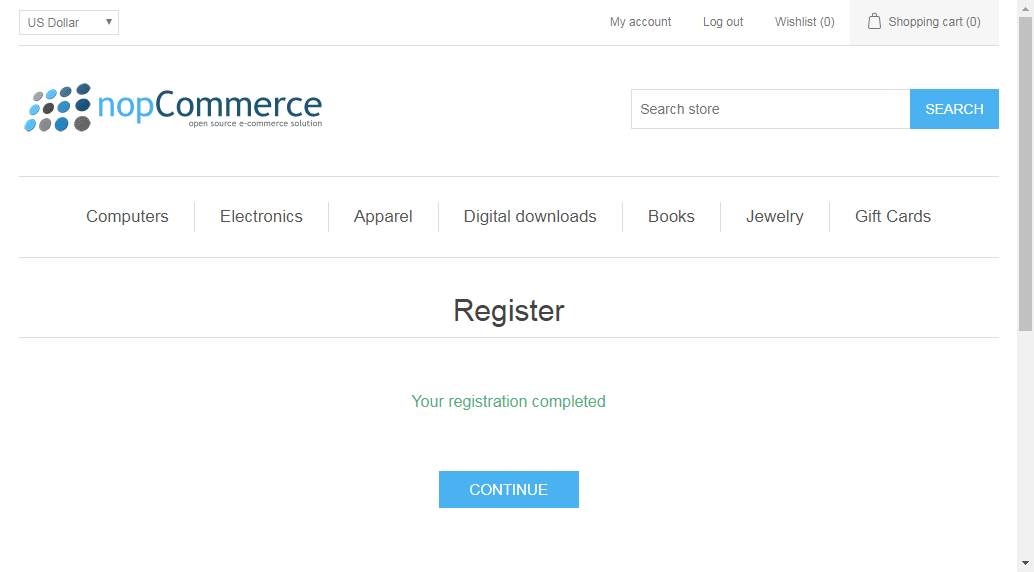 US Dollar
My account
Log out
Wishlist (0)
Shopping cart (0)
nopCommerce
open source e-commerce solution
Search store
SEARCH
Computers
Electronics
Apparel
Digital downloads
Books
Jewelry
Gift Cards
Register
Your registration completed
CONTINUE